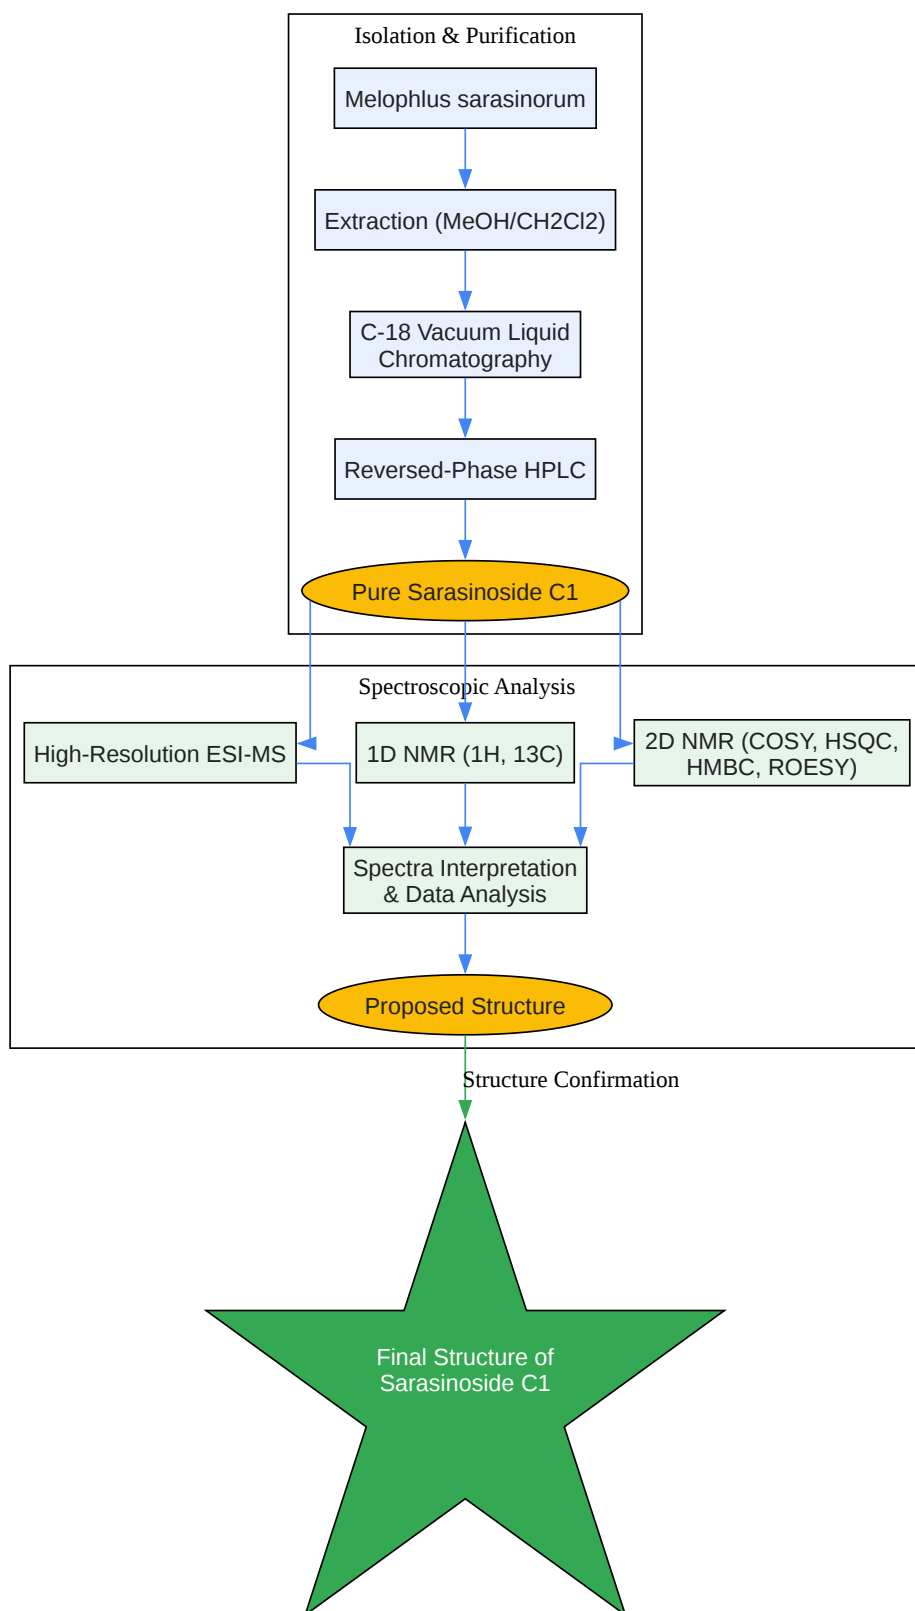 Isolation & Purification
Melophlus sarasinorum
Extraction (MeOH/CH2Cl2)
C-18 Vacuum Liquid
Chromatography
Reversed-Phase HPLC
Pure Sarasinoside C1
Spectroscopic Analysis
High-Resolution ESI-MS
1D NMR (1H, 13C)
2D NMR (COSY, HSQC,
HMBC, ROESY)
Spectra Interpretation
& Data Analysis
Proposed Structure
Structure Confirmation
Final Structure of
Sarasinoside C1